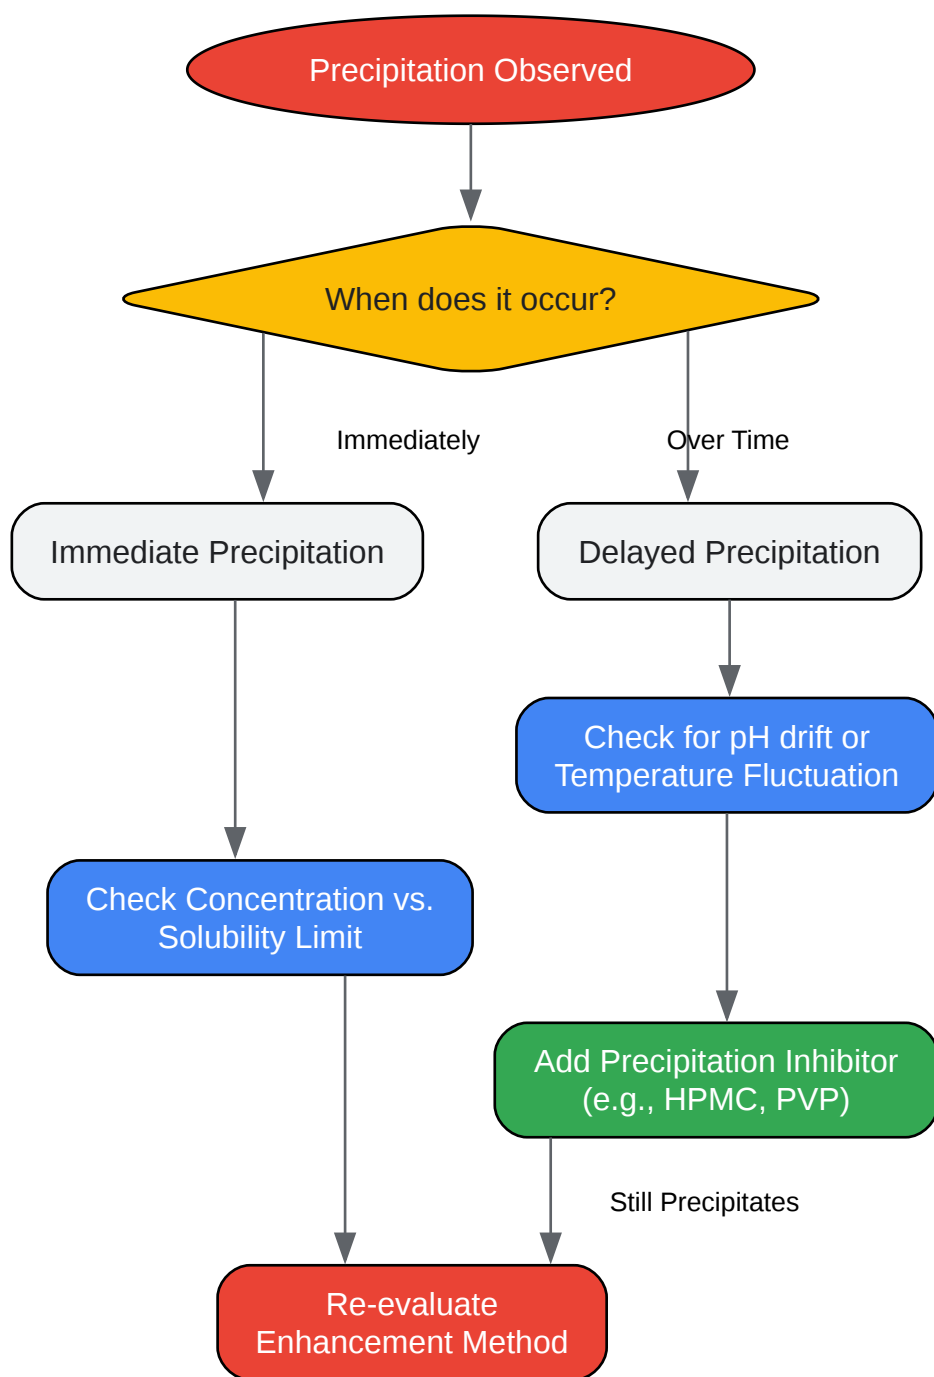 Precipitation Observed
When does it occur?
Immediately
Over Time
Immediate Precipitation
Delayed Precipitation
Check for pH drift or
Temperature Fluctuation
Check Concentration vs.
Solubility Limit
Add Precipitation Inhibitor
(e.g., HPMC, PVP)
Still Precipitates
Re-evaluate
Enhancement Method